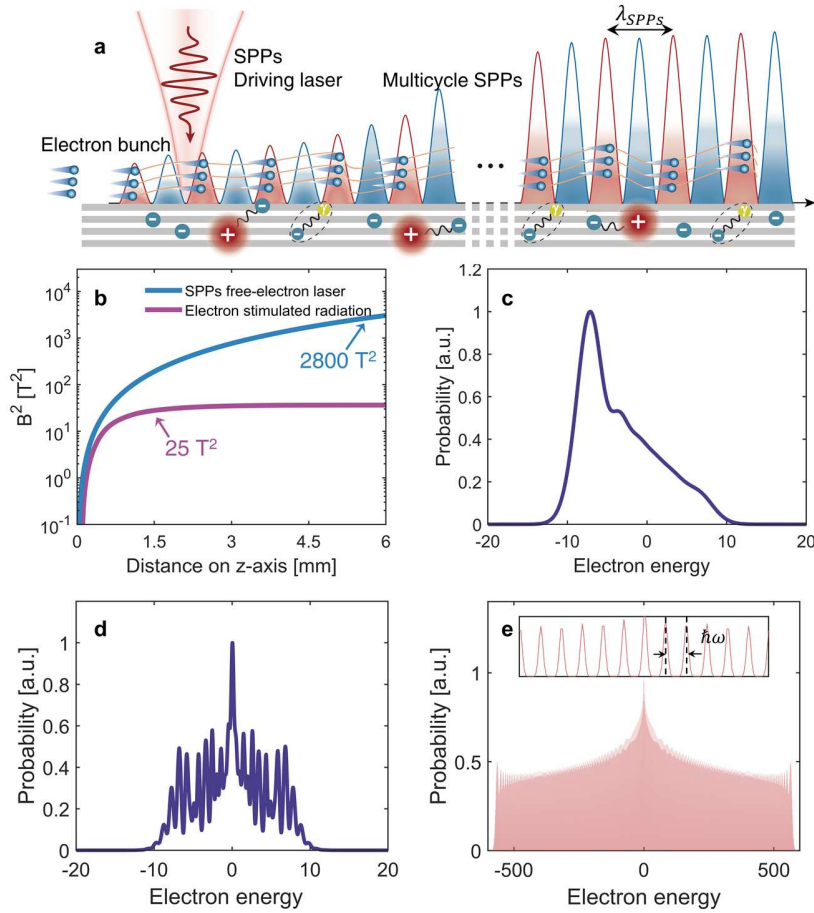 a
SPPs
Driving laser
λSPPs
Multicycle SPPs
Electron bunch
...
+ − − γ − + − − γ − + − − γ −
b
SPPs free-electron laser
Electron stimulated radiation
2800 T²
25 T²
10⁴
10³
10²
10¹
10⁰
10⁻¹
B² [T²]
0 1.5 3 4.5 6
Distance on z-axis [mm]
c
1.2
1
0.8
0.6
0.4
0.2
0
Probability [a.u.]
-20 -10 0 10 20
Electron energy
d
1
0.8
0.6
0.4
0.2
0
Probability [a.u.]
-20 -10 0 10 20
Electron energy
e
ħω
1
0.5
0
Probability [a.u.]
-500 0 500
Electron energy